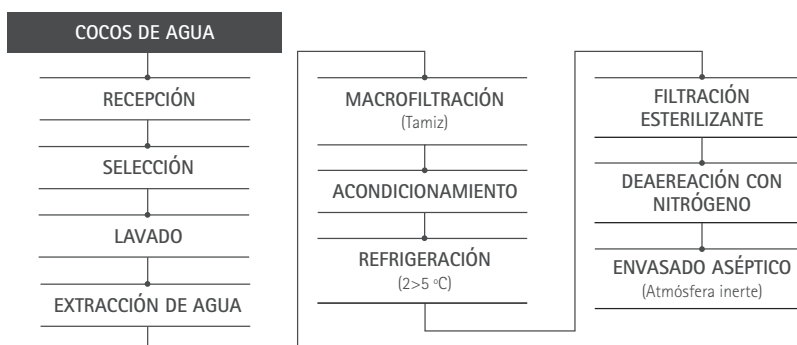 COCOS DE AGUA
RECEPCIÓN
SELECCIÓN
LAVADO
EXTRACCIÓN DE AGUA
MACROFILTRACIÓN
(Tamiz)
ACONDICIONAMIENTO
REFRIGERACIÓN
(2>5 ºC)
FILTRACIÓN
ESTERILIZANTE
DEAEREACIÓN CON
NITRÓGENO
ENVASADO ASÉPTICO
(Atmósfera inerte)